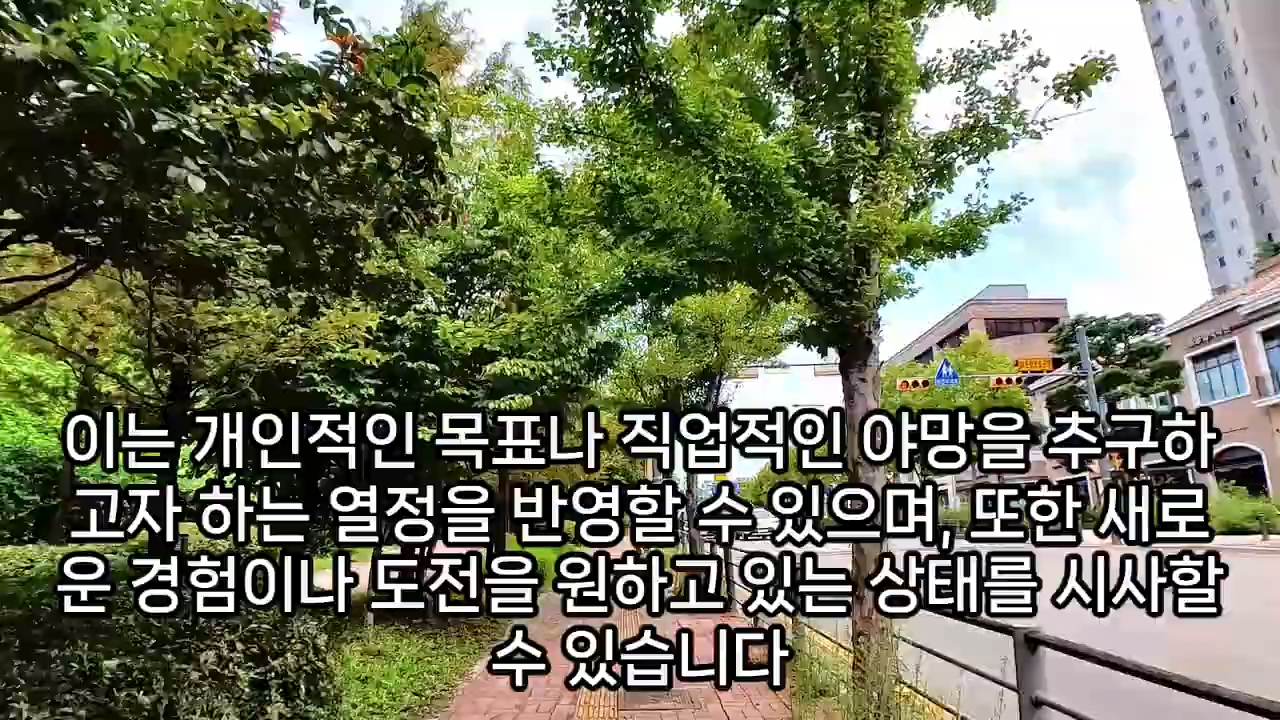 이는 개인적인 목표나 직업적인 야망을 추구하
고자 하는 열정을 반영할 수 있으며, 또한 새로
운 경험이나 도전을 원하고 있는 상태를 시사할
수 있습니다